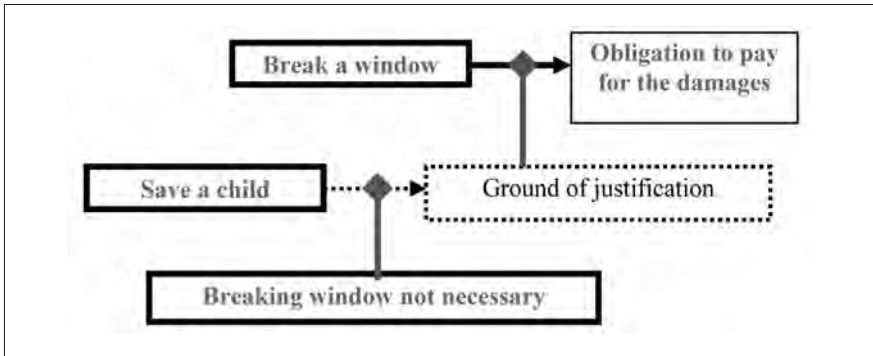 Break a window
Obligation to pay
for the damages
Save a child
Ground of justification
Breaking window not necessary